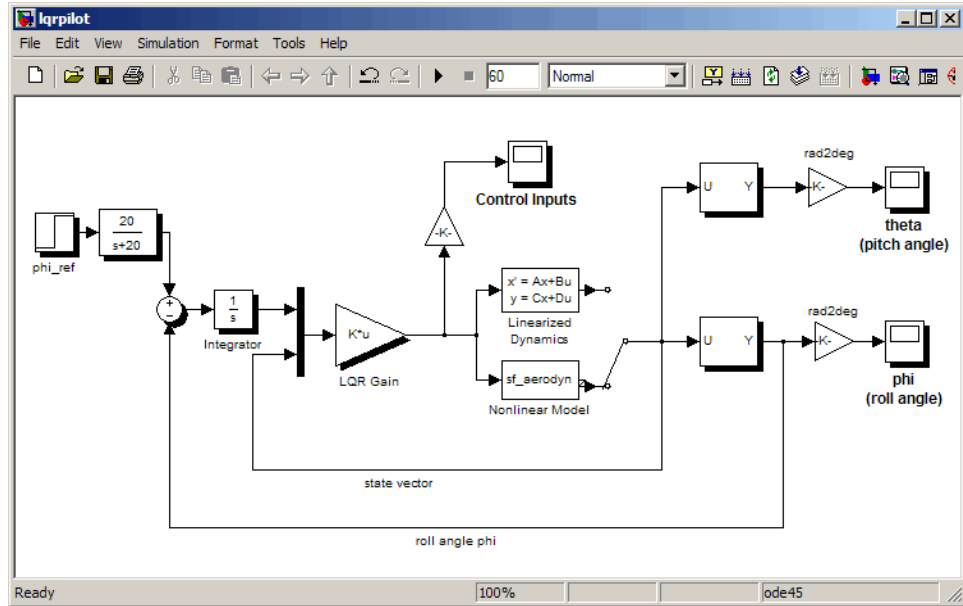 lqrpilot
File Edit View Simulation Format Tools Help
60 Normal
rad2deg
U Y
-K-
theta
(pitch angle)
Control Inputs
-K-
20
s+20
phi_ref
+
−
1
s
Integrator
K*u
LQR Gain
x' = Ax+Bu
y = Cx+Du
Linearized
Dynamics
sf_aerodyn
Nonlinear Model
rad2deg
U Y
-K-
phi
(roll angle)
state vector
roll angle phi
Ready 100% ode45